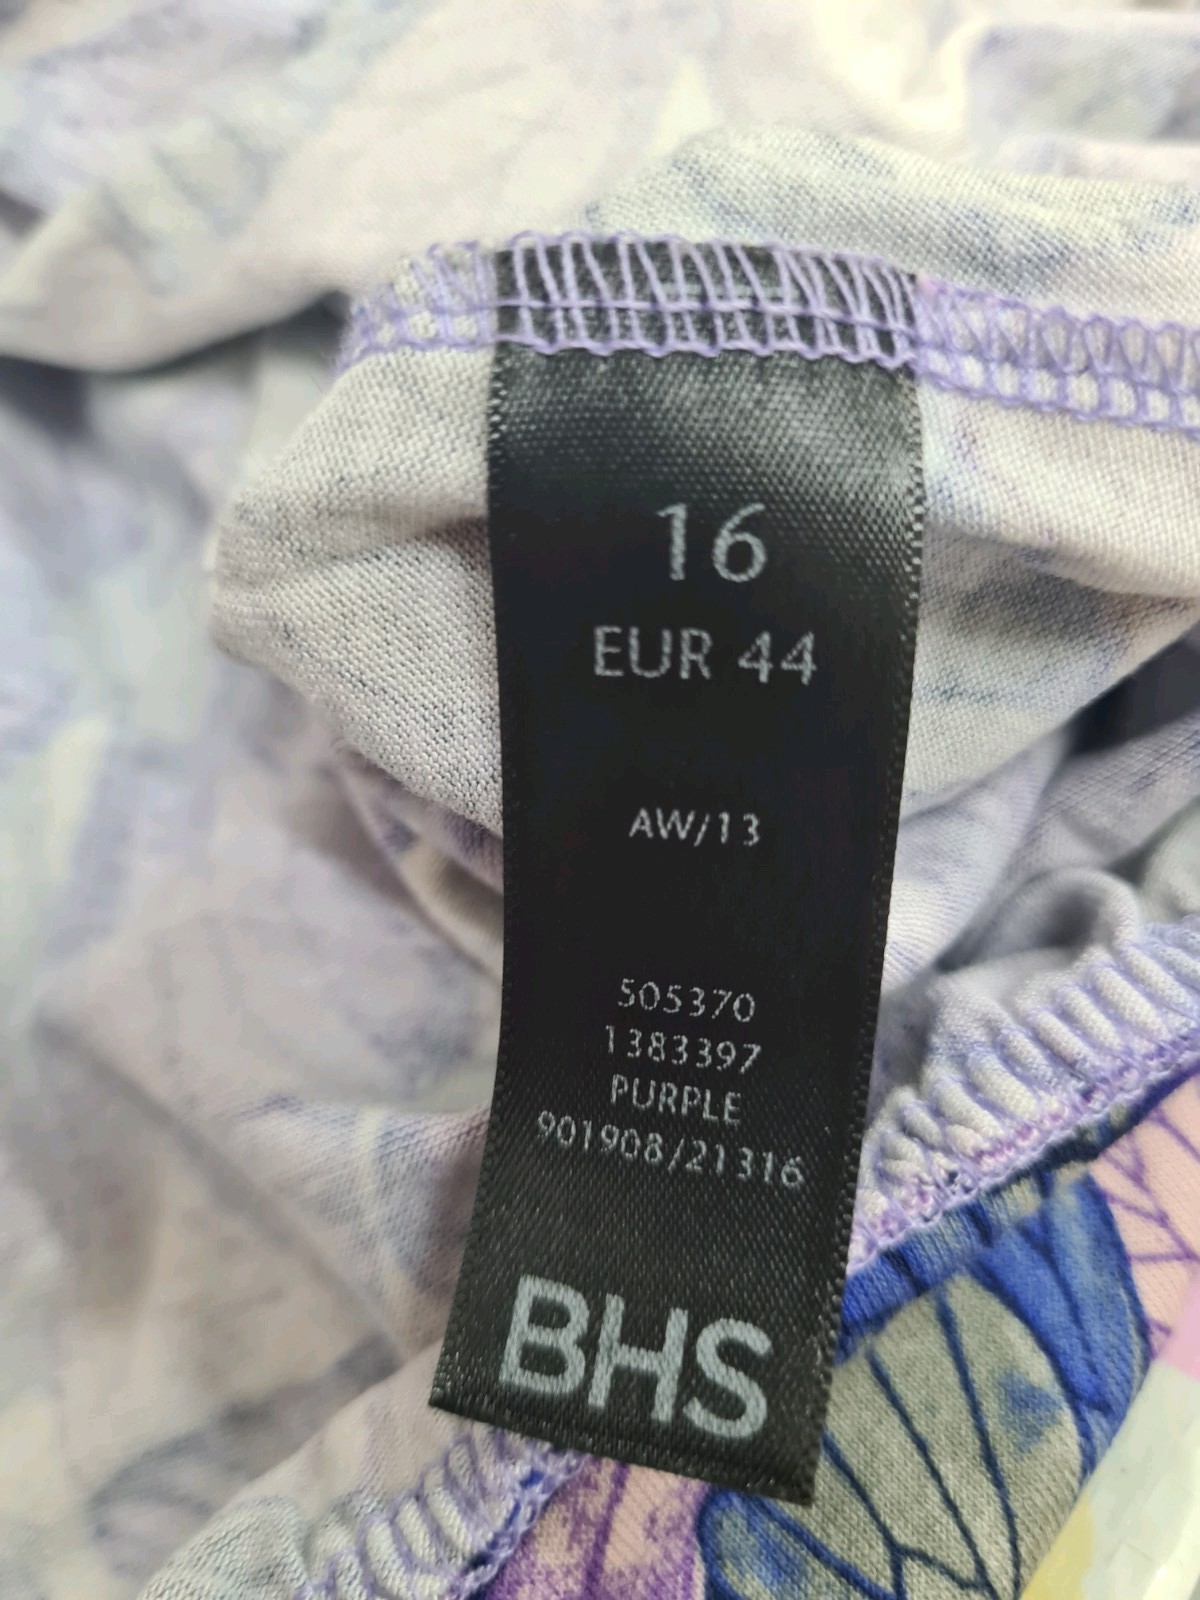 16
EUR 44
AW/13
505370
1383397
PURPLE
901908/21316
BHS